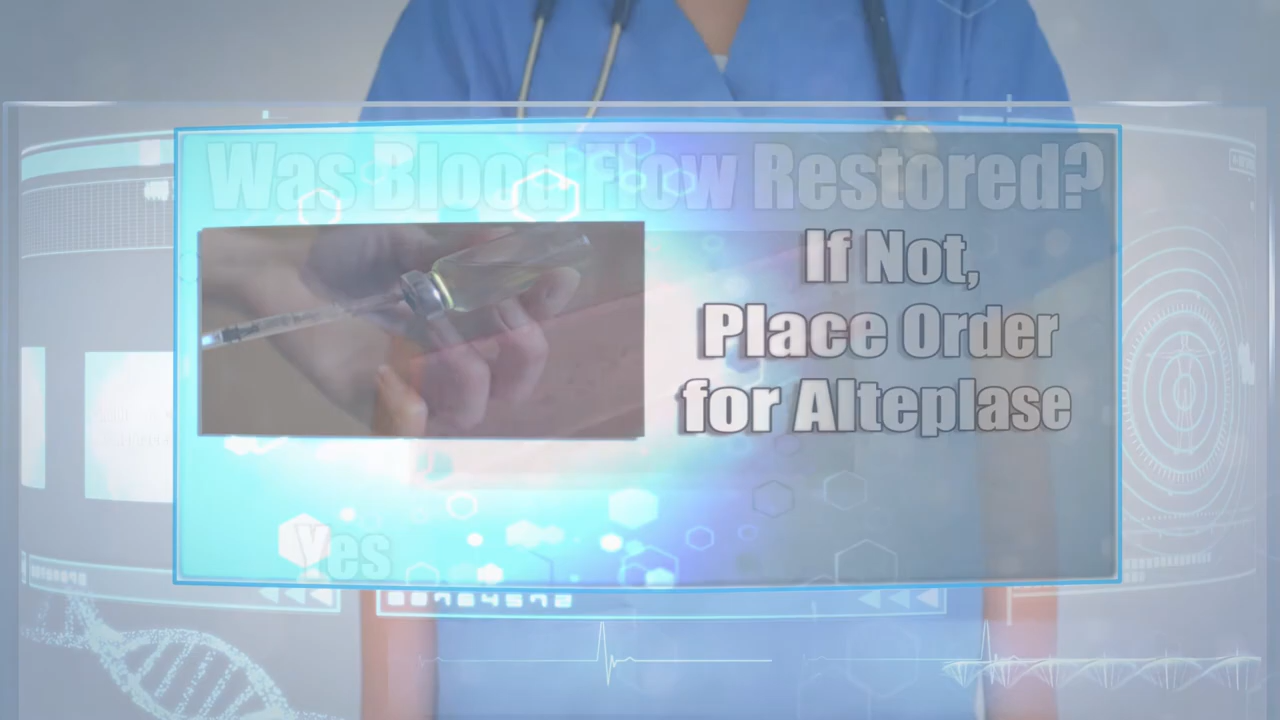 Was Blood Flow Restored?
If Not,
Place Order
for Alteplase
Yes